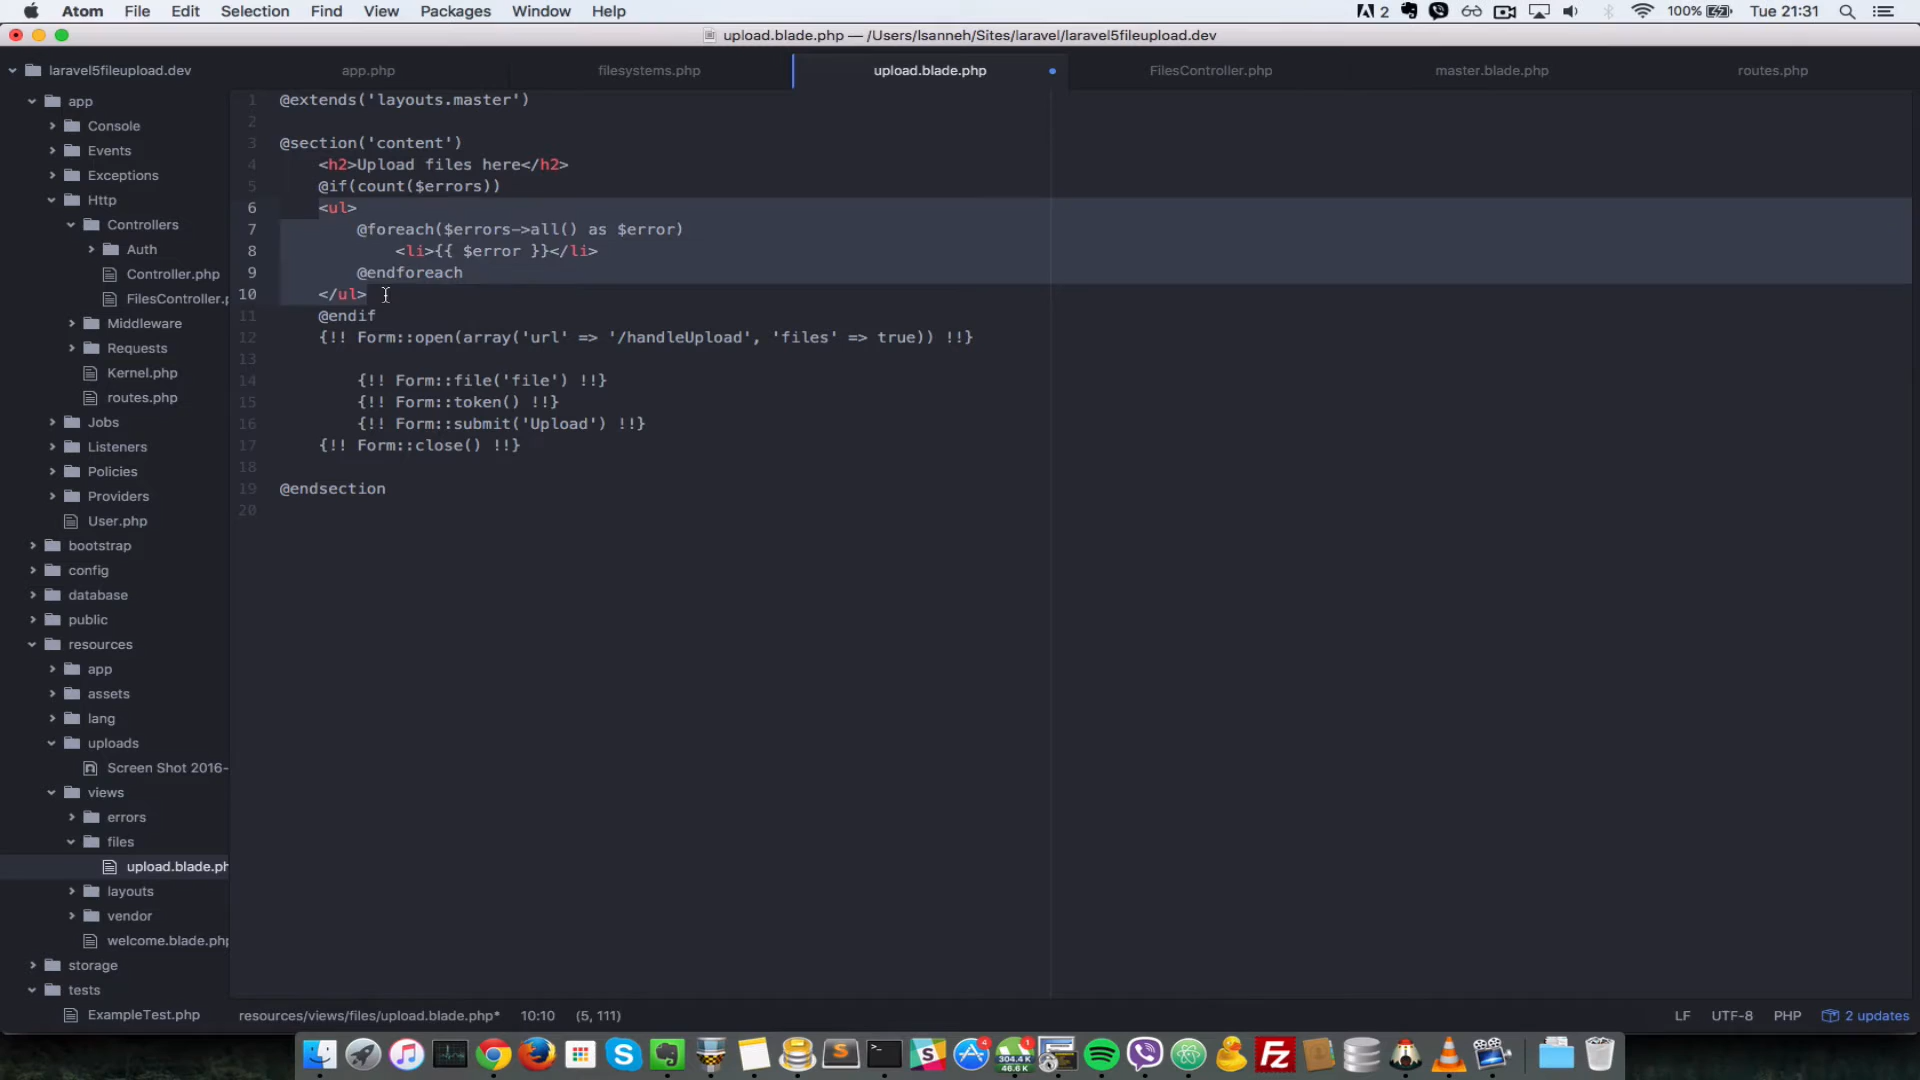 Atom File Edit Selection Find View Packages Window Help 2 100% Tue 21:31
upload.blade.php — /Users/lsanneh/Sites/laravel/laravel5fileupload.dev
laravel5fileupload.dev app.php filesystems.php upload.blade.php FilesController.php master.blade.php routes.php
app
Console
Events
Exceptions
Http
Controllers
Auth
Controller.php
FilesController.p
Middleware
Requests
Kernel.php
routes.php
Jobs
Listeners
Policies
Providers
User.php
bootstrap
config
database
public
resources
app
assets
lang
uploads
Screen Shot 2016-
views
errors
files
upload.blade.ph
layouts
vendor
welcome.blade.php
storage
tests
ExampleTest.php
1 @extends('layouts.master')
2
3 @section('content')
4 <h2>Upload files here</h2>
5 @if(count($errors))
6 <ul>
7 @foreach($errors->all() as $error)
8 <li>{{ $error }}</li>
9 @endforeach
10 </ul>
11 @endif
12 {!! Form::open(array('url' => '/handleUpload', 'files' => true)) !!}
13
14 {!! Form::file('file') !!}
15 {!! Form::token() !!}
16 {!! Form::submit('Upload') !!}
17 {!! Form::close() !!}
18
19 @endsection
20
resources/views/files/upload.blade.php* 10:10 (5, 111) LF UTF-8 PHP 2 updates
4 1
304.4 K
46.6 K